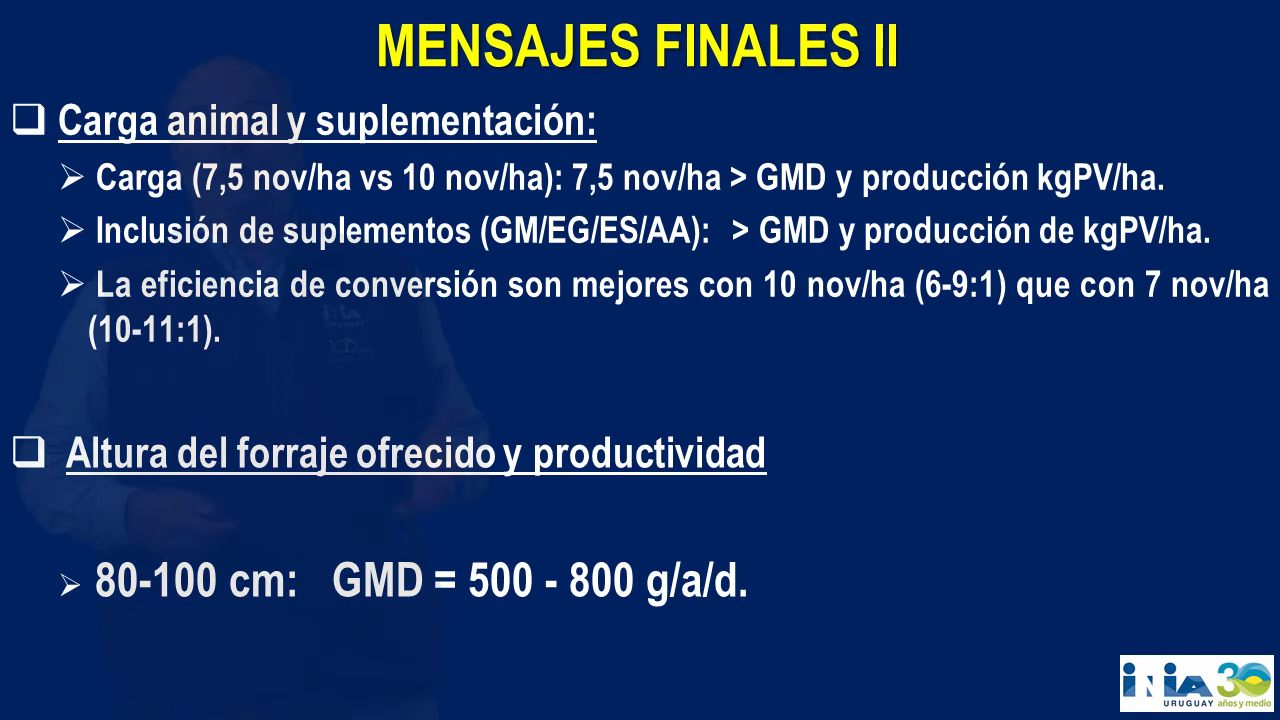 MENSAJES FINALES II
Carga animal y suplementación:
Carga (7,5 nov/ha vs 10 nov/ha): 7,5 nov/ha > GMD y producción kgPV/ha.
Inclusión de suplementos (GM/EG/ES/AA): > GMD y producción de kgPV/ha.
La eficiencia de conversión son mejores con 10 nov/ha (6-9:1) que con 7 nov/ha
(10-11:1).
Altura del forraje ofrecido y productividad
80-100 cm: GMD = 500 - 800 g/a/d.
inia 30
URUGUAY años y medio